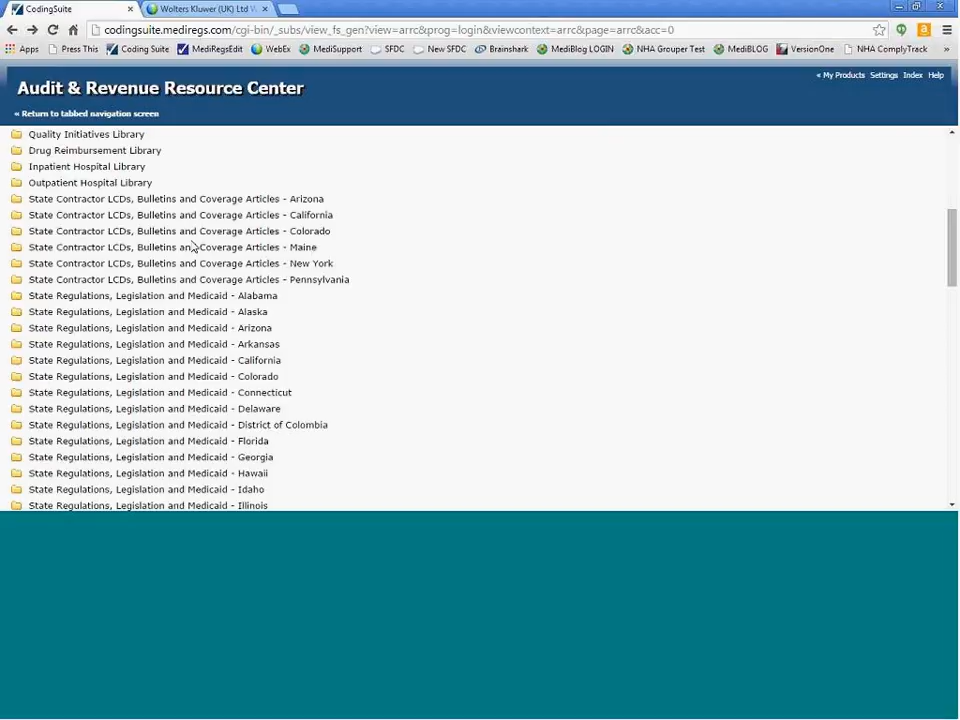 CodingSuite
Wolters Kluwer (UK) Ltd
codingsuite.mediregs.com/cgi-bin/_subs/view_fs_gen?view=arrc&prog=login&viewcontext=arrc&page=arrc&acc=0
Apps Press This Coding Suite MediRegsEdit WebEx MediSupport SFDC New SFDC Brainshark MediBlog LOGIN NHA Grouper Test MediBLOG VersionOne NHA ComplyTrack »
« My Products Settings Index Help
Audit & Revenue Resource Center
« Return to tabbed navigation screen
Quality Initiatives Library
Drug Reimbursement Library
Inpatient Hospital Library
Outpatient Hospital Library
State Contractor LCDs, Bulletins and Coverage Articles - Arizona
State Contractor LCDs, Bulletins and Coverage Articles - California
State Contractor LCDs, Bulletins and Coverage Articles - Colorado
State Contractor LCDs, Bulletins and Coverage Articles - Maine
State Contractor LCDs, Bulletins and Coverage Articles - New York
State Contractor LCDs, Bulletins and Coverage Articles - Pennsylvania
State Regulations, Legislation and Medicaid - Alabama
State Regulations, Legislation and Medicaid - Alaska
State Regulations, Legislation and Medicaid - Arizona
State Regulations, Legislation and Medicaid - Arkansas
State Regulations, Legislation and Medicaid - California
State Regulations, Legislation and Medicaid - Colorado
State Regulations, Legislation and Medicaid - Connecticut
State Regulations, Legislation and Medicaid - Delaware
State Regulations, Legislation and Medicaid - District of Colombia
State Regulations, Legislation and Medicaid - Florida
State Regulations, Legislation and Medicaid - Georgia
State Regulations, Legislation and Medicaid - Hawaii
State Regulations, Legislation and Medicaid - Idaho
State Regulations, Legislation and Medicaid - Illinois